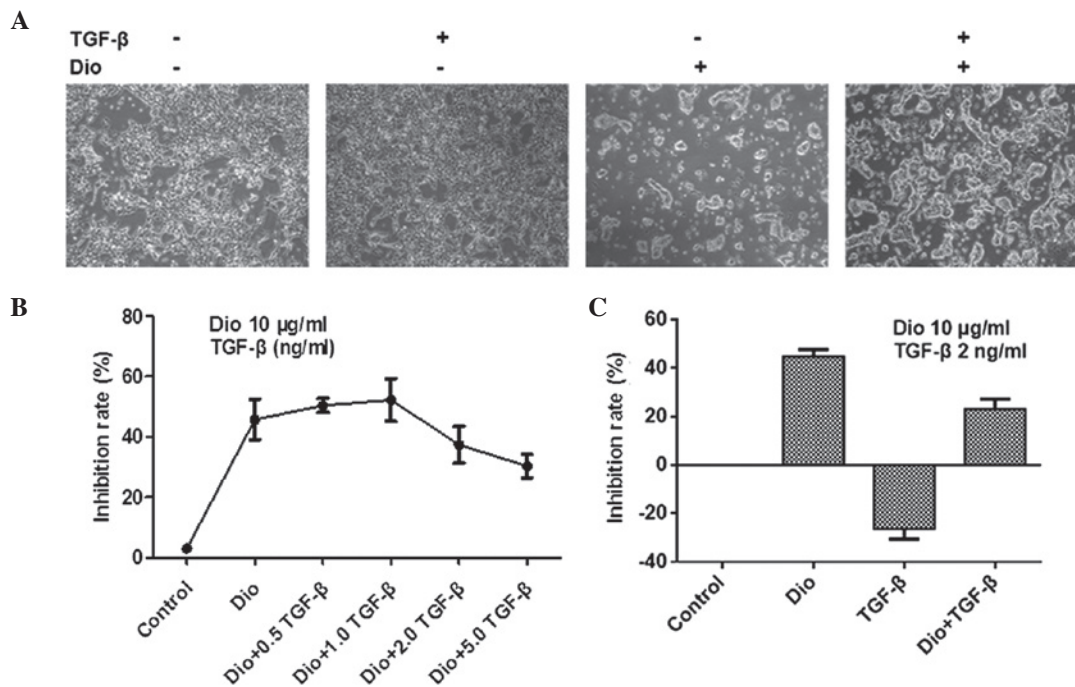 A
TGF-β - + - +
Dio - - + +
B
80
60
40
20
0
Inhibition rate (%)
Dio 10 µg/ml
TGF-β (ng/ml)
Control
Dio
Dio+0.5 TGF-β
Dio+1.0 TGF-β
Dio+2.0 TGF-β
Dio+5.0 TGF-β
C
60
40
20
0
-20
-40
Inhibition rate (%)
Dio 10 µg/ml
TGF-β 2 ng/ml
Control
Dio
TGF-β
Dio+TGF-β